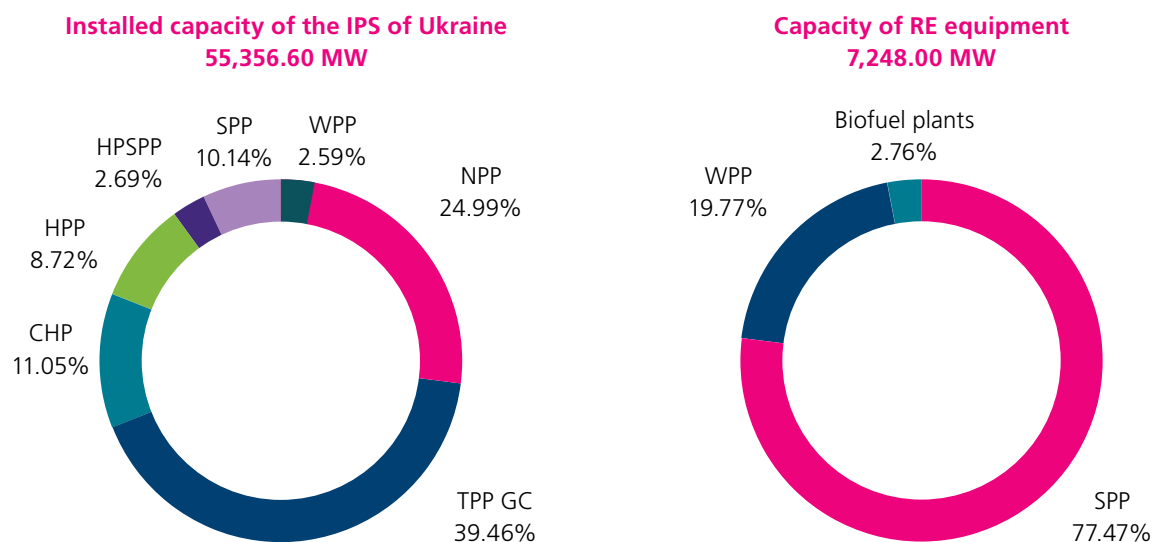 Installed capacity of the IPS of Ukraine
55,356.60 MW
SPP
10.14%
WPP
2.59%
HPSPP
2.69%
NPP
24.99%
HPP
8.72%
CHP
11.05%
TPP GC
39.46%
Capacity of RE equipment
7,248.00 MW
Biofuel plants
2.76%
WPP
19.77%
SPP
77.47%